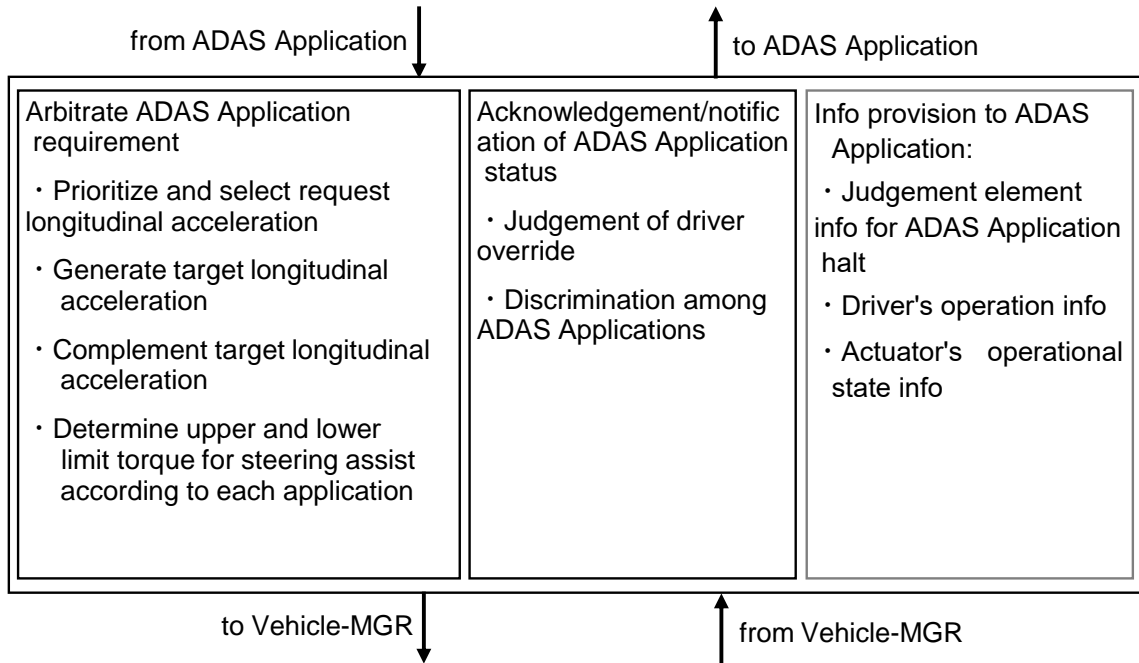 from ADAS Application
to ADAS Application
Arbitrate ADAS Application
requirement
・Prioritize and select request
longitudinal acceleration
・Generate target longitudinal
acceleration
・Complement target longitudinal
acceleration
・Determine upper and lower
limit torque for steering assist
according to each application
Acknowledgement/notific
ation of ADAS Application
status
・Judgement of driver
override
・Discrimination among
ADAS Applications
Info provision to ADAS
Application:
・Judgement element
info for ADAS Application
halt
・Driver's operation info
・Actuator's operational
state info
to Vehicle-MGR
from Vehicle-MGR